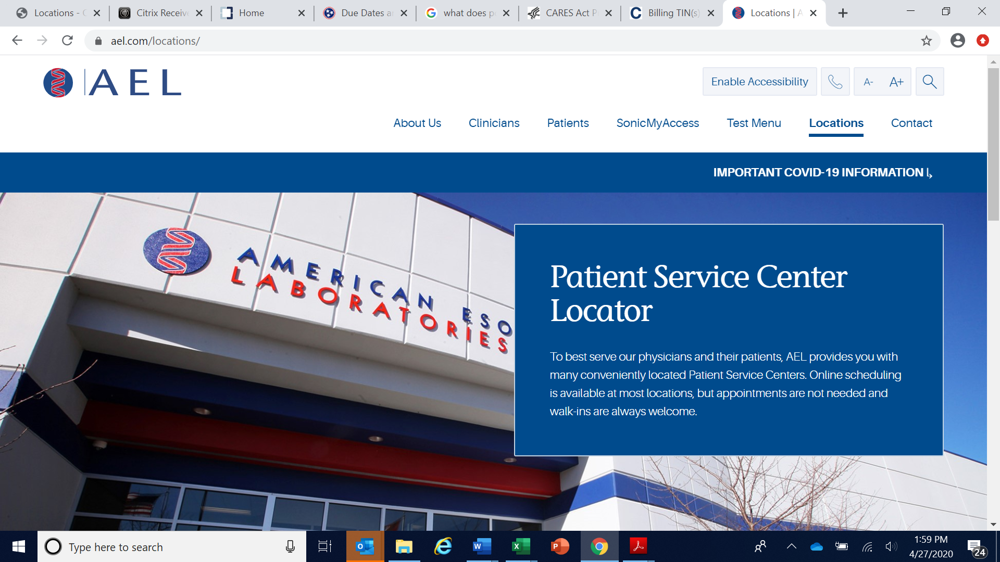 Locations - C
Citrix Receive
Home
Due Dates a
what does p
CARES Act P
Billing TIN(s)
Locations | A
ael.com/locations/
AEL
Enable Accessibility
A- A+
About Us
Clinicians
Patients
SonicMyAccess
Test Menu
Locations
Contact
IMPORTANT COVID-19 INFORMATION
AMERICAN ESO
LABORATORIES
Patient Service Center
Locator
To best serve our physicians and their patients, AEL provides you with
many conveniently located Patient Service Centers. Online scheduling
is available at most locations, but appointments are not needed and
walk-ins are always welcome.
Type here to search
1:59 PM
4/27/2020
24